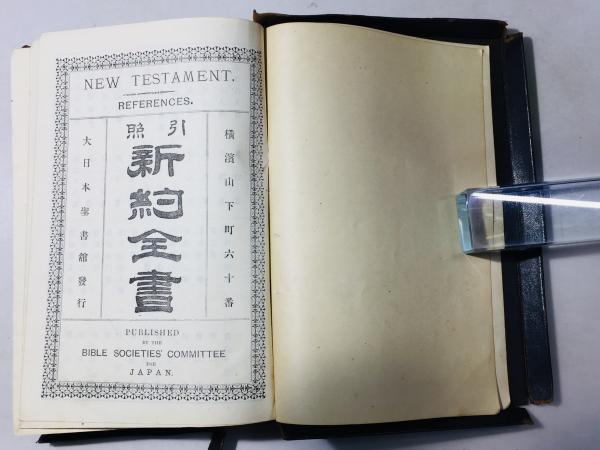 NEW TESTAMENT.
REFERENCES.
引照
橫濱山下町六十番
新約全書
大日本聖書館發行
PUBLISHED
BY THE
BIBLE SOCIETIES' COMMITTEE
FOR
JAPAN.